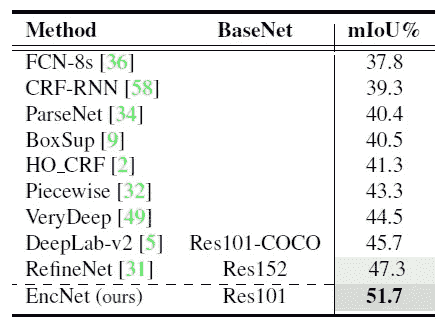 Method BaseNet mIoU%
FCN-8s [36] 37.8
CRF-RNN [58] 39.3
ParseNet [34] 40.4
BoxSup [9] 40.5
HO_CRF [2] 41.3
Piecewise [32] 43.3
VeryDeep [49] 44.5
DeepLab-v2 [5] Res101-COCO 45.7
RefineNet [31] Res152 47.3
EncNet (ours) Res101 51.7